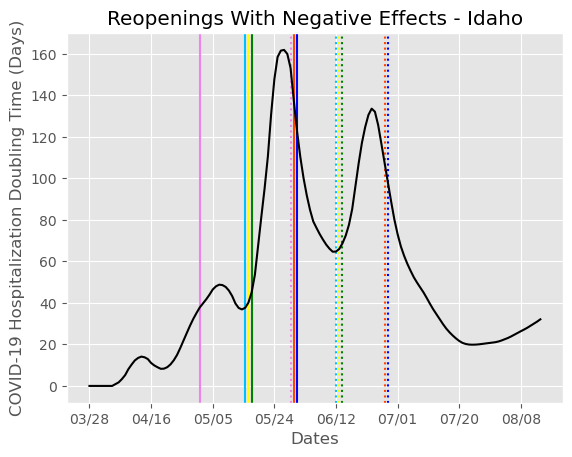 Reopenings With Negative Effects - Idaho
COVID-19 Hospitalization Doubling Time (Days)
160
140
120
100
80
60
40
20
0
03/28 04/16 05/05 05/24 06/12 07/01 07/20 08/08
Dates